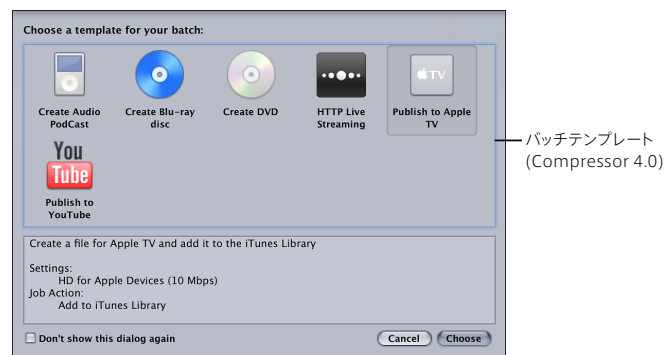 Choose a template for your batch:
tv
Create Audio
PodCast
Create Blu-ray
disc
Create DVD
HTTP Live
Streaming
Publish to Apple
TV
You
Tube
Publish to
YouTube
バッチテンプレート
(Compressor 4.0)
Create a file for Apple TV and add it to the iTunes Library
Settings:
HD for Apple Devices (10 Mbps)
Job Action:
Add to iTunes Library
Don't show this dialog again
Cancel
Choose